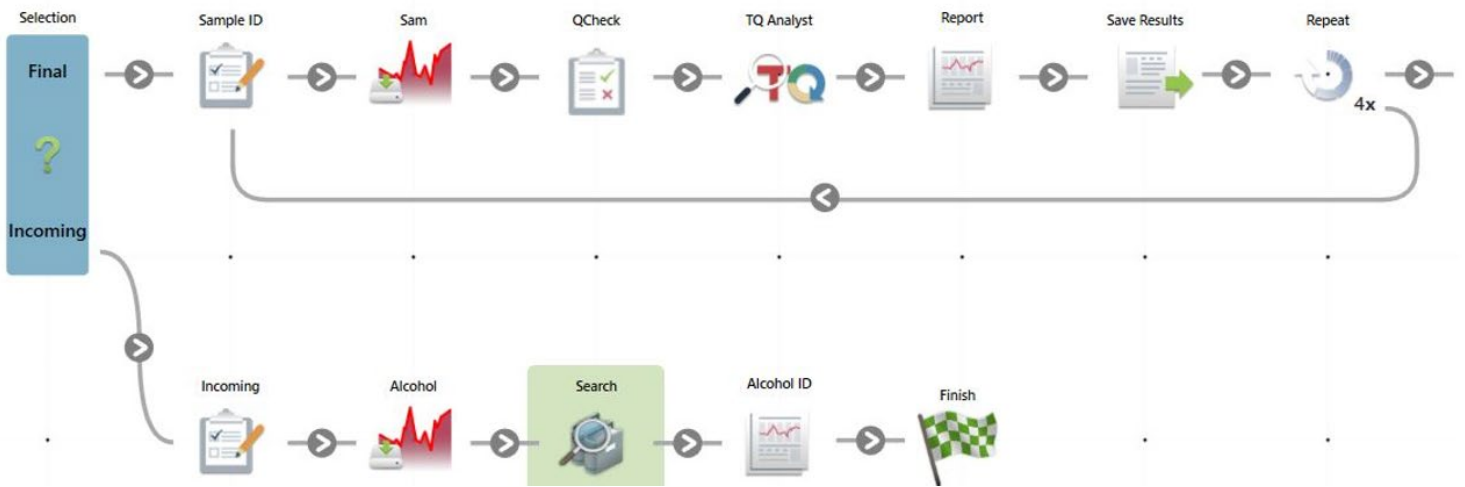 Selection
Sample ID
Sam
QCheck
TQ Analyst
Report
Save Results
Repeat
Final
TQ
4x
?
Incoming
Incoming
Alcohol
Search
Alcohol ID
Finish